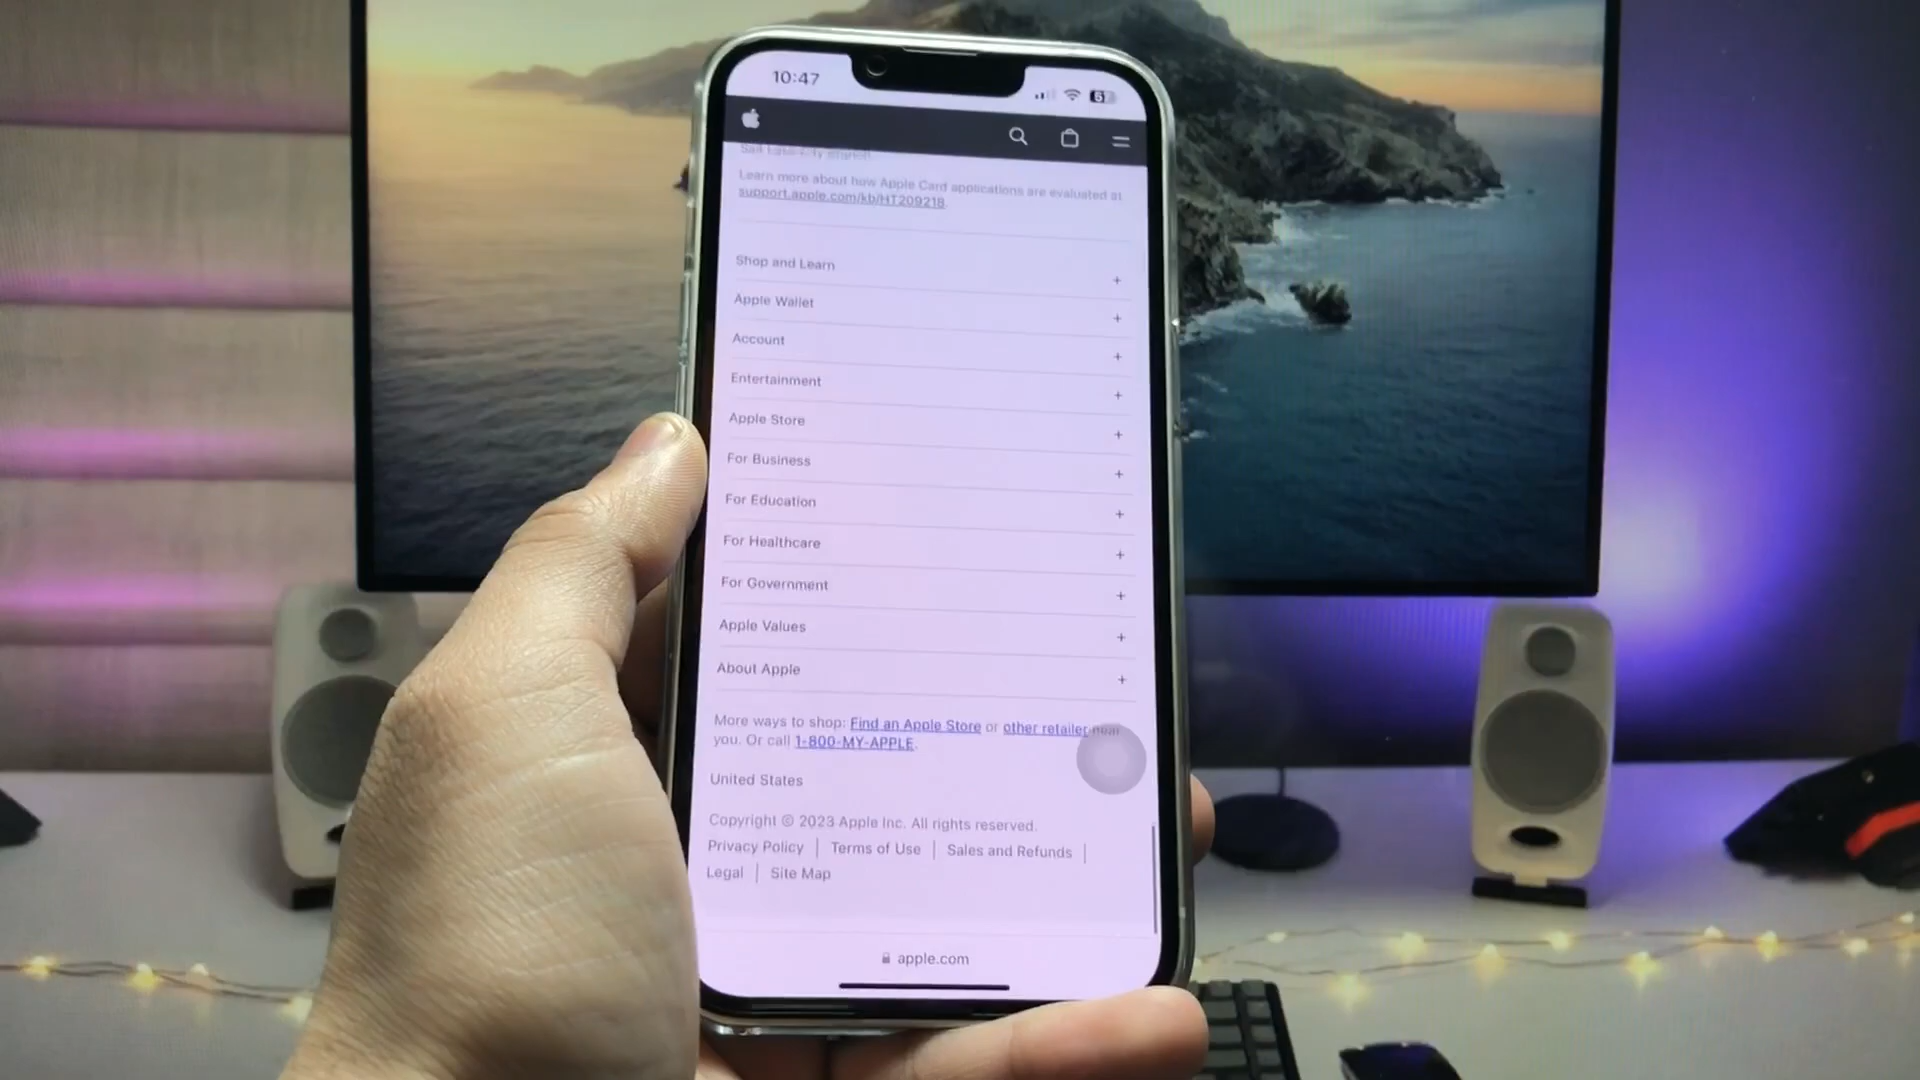 10:47
Learn more about how Apple Card applications are evaluated at
support.apple.com/kb/HT209218.
Shop and Learn +
Apple Wallet +
Account +
Entertainment +
Apple Store +
For Business +
For Education +
For Healthcare +
For Government +
Apple Values +
About Apple +
More ways to shop: Find an Apple Store or other retailer near
you. Or call 1-800-MY-APPLE.
United States
Copyright © 2023 Apple Inc. All rights reserved.
Privacy Policy | Terms of Use | Sales and Refunds |
Legal | Site Map
apple.com